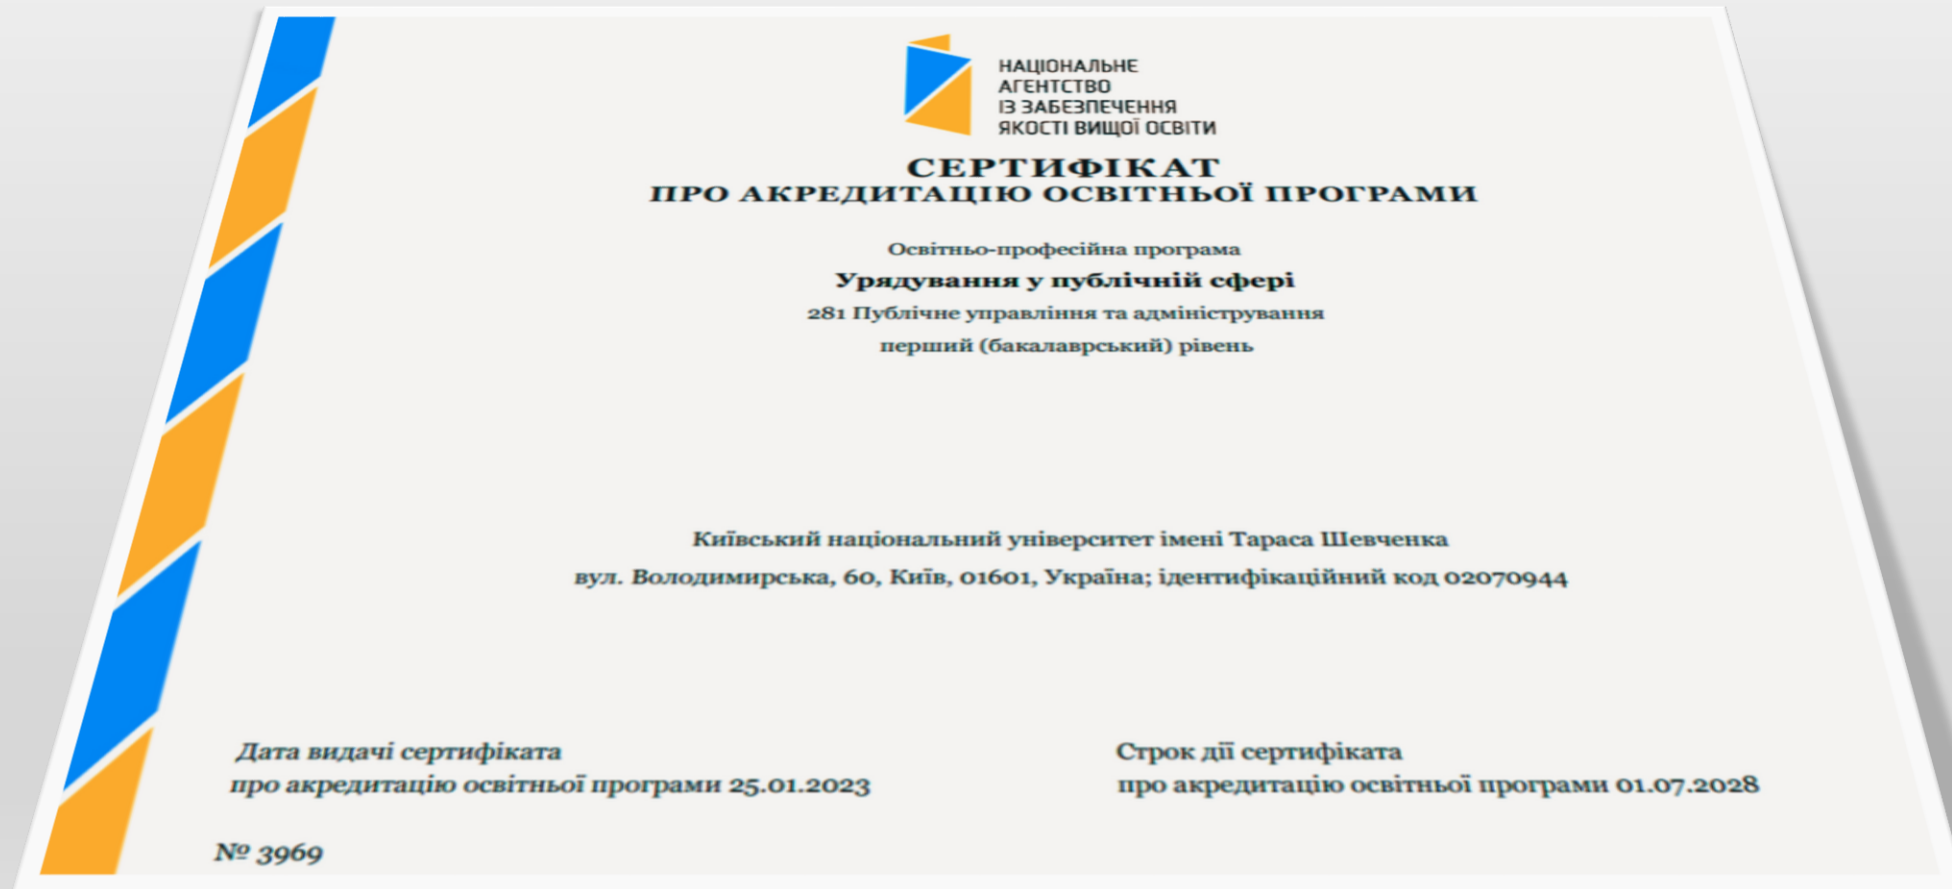 НАЦІОНАЛЬНЕ
АГЕНТСТВО
ІЗ ЗАБЕЗПЕЧЕННЯ
ЯКОСТІ ВИЩОЇ ОСВІТИ
СЕРТИФІКАТ
ПРО АКРЕДИТАЦІЮ ОСВІТНЬОЇ ПРОГРАМИ
Освітньо-професійна програма
Урядування у публічній сфері
281 Публічне управління та адміністрування
перший (бакалаврський) рівень
Київський національний університет імені Тараса Шевченка
вул. Володимирська, 60, Київ, 01601, Україна; ідентифікаційний код 02070944
Дата видачі сертифіката
про акредитацію освітньої програми 25.01.2023
Строк дії сертифіката
про акредитацію освітньої програми 01.07.2028
№ 3969